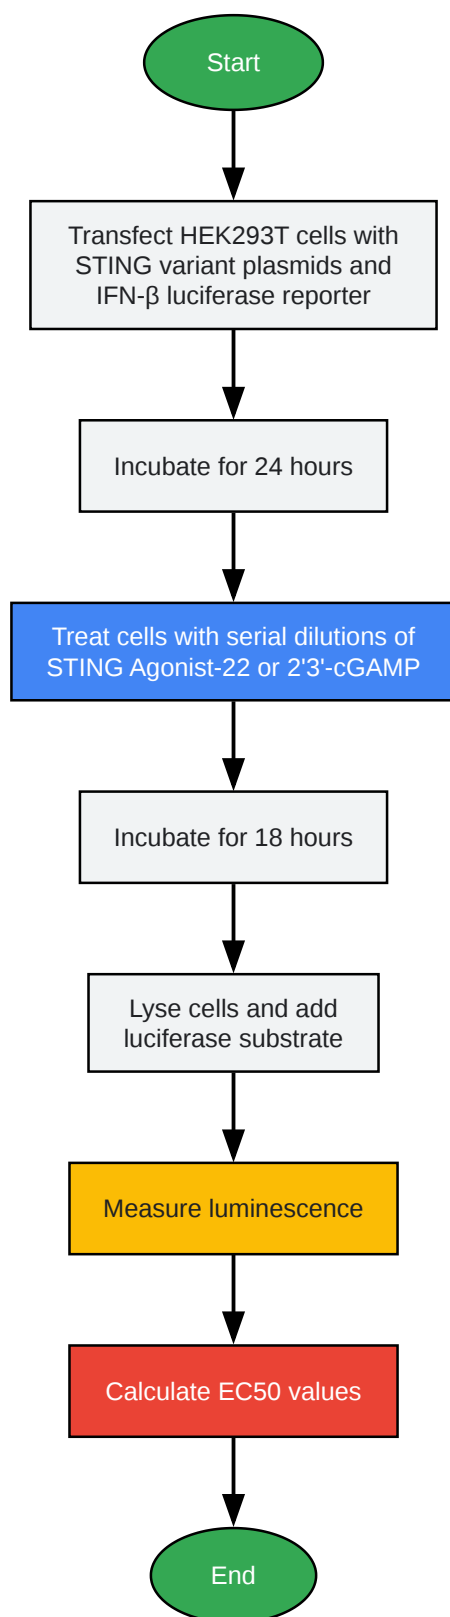 Start
Transfect HEK293T cells with
STING variant plasmids and
IFN-β luciferase reporter
Incubate for 24 hours
Treat cells with serial dilutions of
STING Agonist-22 or 2'3'-cGAMP
Incubate for 18 hours
Lyse cells and add
luciferase substrate
Measure luminescence
Calculate EC50 values
End